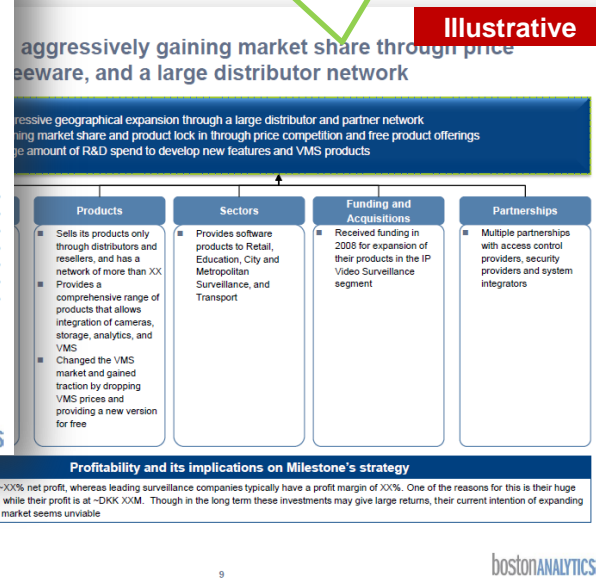 Illustrative
aggressively gaining market share through price
eeware, and a large distributor network
ressive geographical expansion through a large distributor and partner network
ning market share and product lock in through price competition and free product offerings
ge amount of R&D spend to develop new features and VMS products
Products
Sells its products only
through distributors and
resellers, and has a
network of more than XX
Provides a
comprehensive range of
products that allows
integration of cameras,
storage, analytics, and
VMS
Changed the VMS
market and gained
traction by dropping
VMS prices and
providing a new version
for free
Sectors
Provides software
products to Retail,
Education, City and
Metropolitan
Surveillance, and
Transport
Funding and
Acquisitions
Received funding in
2008 for expansion of
their products in the IP
Video Surveillance
segment
Partnerships
Multiple partnerships
with access control
providers, security
providers and system
integrators
Profitability and its implications on Milestone's strategy
~XX% net profit, whereas leading surveillance companies typically have a profit margin of XX%. One of the reasons for this is their huge
while their profit is at ~DKK XXM. Though in the long term these investments may give large returns, their current intention of expanding
market seems unviable
9
bostonANALYTICS